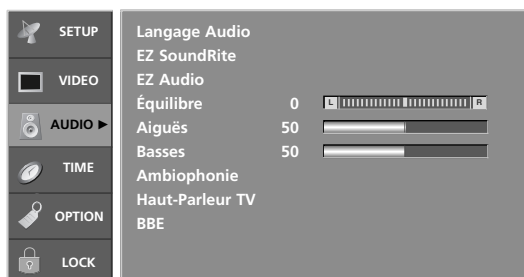 SETUP
VIDEO
AUDIO ►
TIME
OPTION
LOCK
Langage Audio
EZ SoundRite
EZ Audio
Équilibre 0 L R
Aiguës 50
Basses 50
Ambiophonie
Haut-Parleur TV
BBE